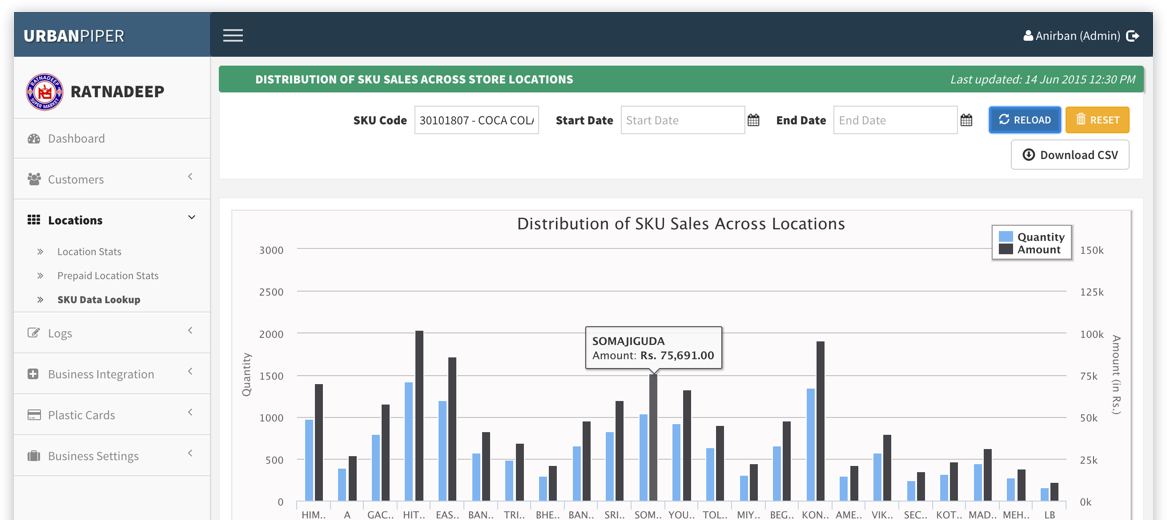 URBANPIPER
Anirban (Admin)
RATNADEEP
DISTRIBUTION OF SKU SALES ACROSS STORE LOCATIONS
Last updated: 14 Jun 2015 12:30 PM
SKU Code
30101807 - COCA COL
Start Date
Start Date
End Date
End Date
RELOAD
RESET
Download CSV
Dashboard
Customers
Locations
Location Stats
Prepaid Location Stats
SKU Data Lookup
Logs
Business Integration
Plastic Cards
Business Settings
Distribution of SKU Sales Across Locations
Quantity
Amount
3000
2500
2000
1500
1000
500
0
Quantity
150k
125k
100k
75k
50k
25k
0k
Amount (in Rs.)
SOMAJIGUDA
Amount: Rs. 75,691.00
HIM.. A GAC.. HIT.. EAS.. BAN.. TRI.. BHE.. BAN.. SRI.. SOM.. YOU.. TOL.. MIY.. BEG.. KON.. AME.. VIK.. SEC.. KOT.. MAD.. MEH.. LB